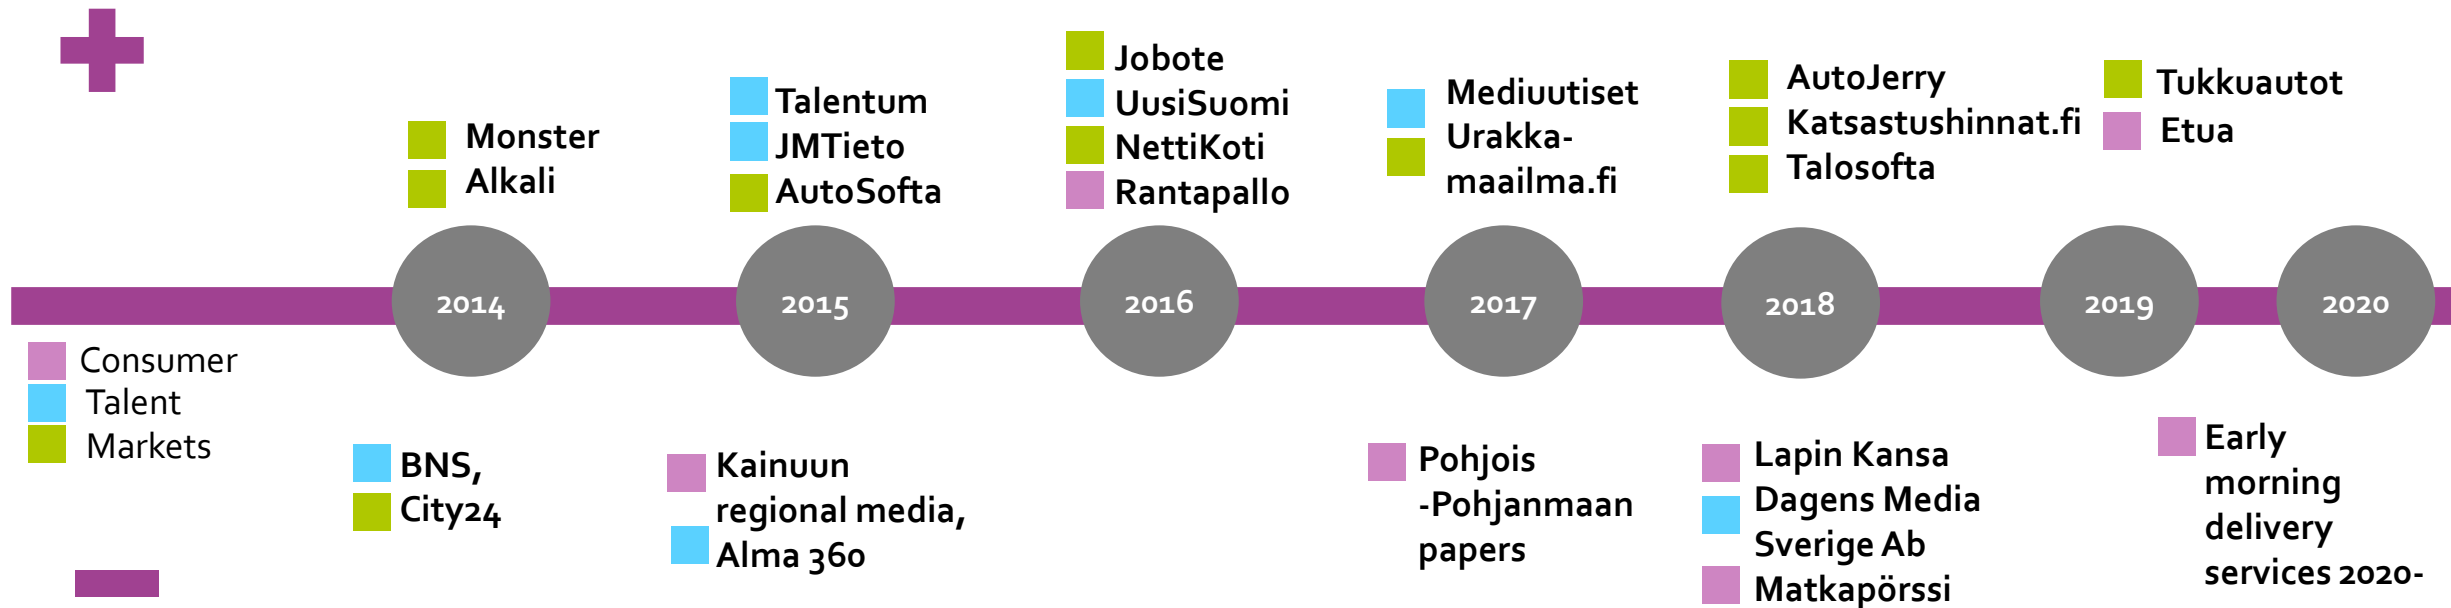 Monster
Alkali
Talentum
JMTieto
AutoSofta
Jobote
UusiSuomi
NettiKoti
Rantapallo
Mediuutiset
Urakka-
maailma.fi
AutoJerry
Katsastushinnat.fi
Talosofta
Tukkuautot
Etua
2014
2015
2016
2017
2018
2019
2020
Consumer
Talent
Markets
BNS,
City24
Kainuun
regional media,
Alma 360
Pohjois
-Pohjanmaan
papers
Lapin Kansa
Dagens Media
Sverige Ab
Matkapörssi
Early
morning
delivery
services 2020-